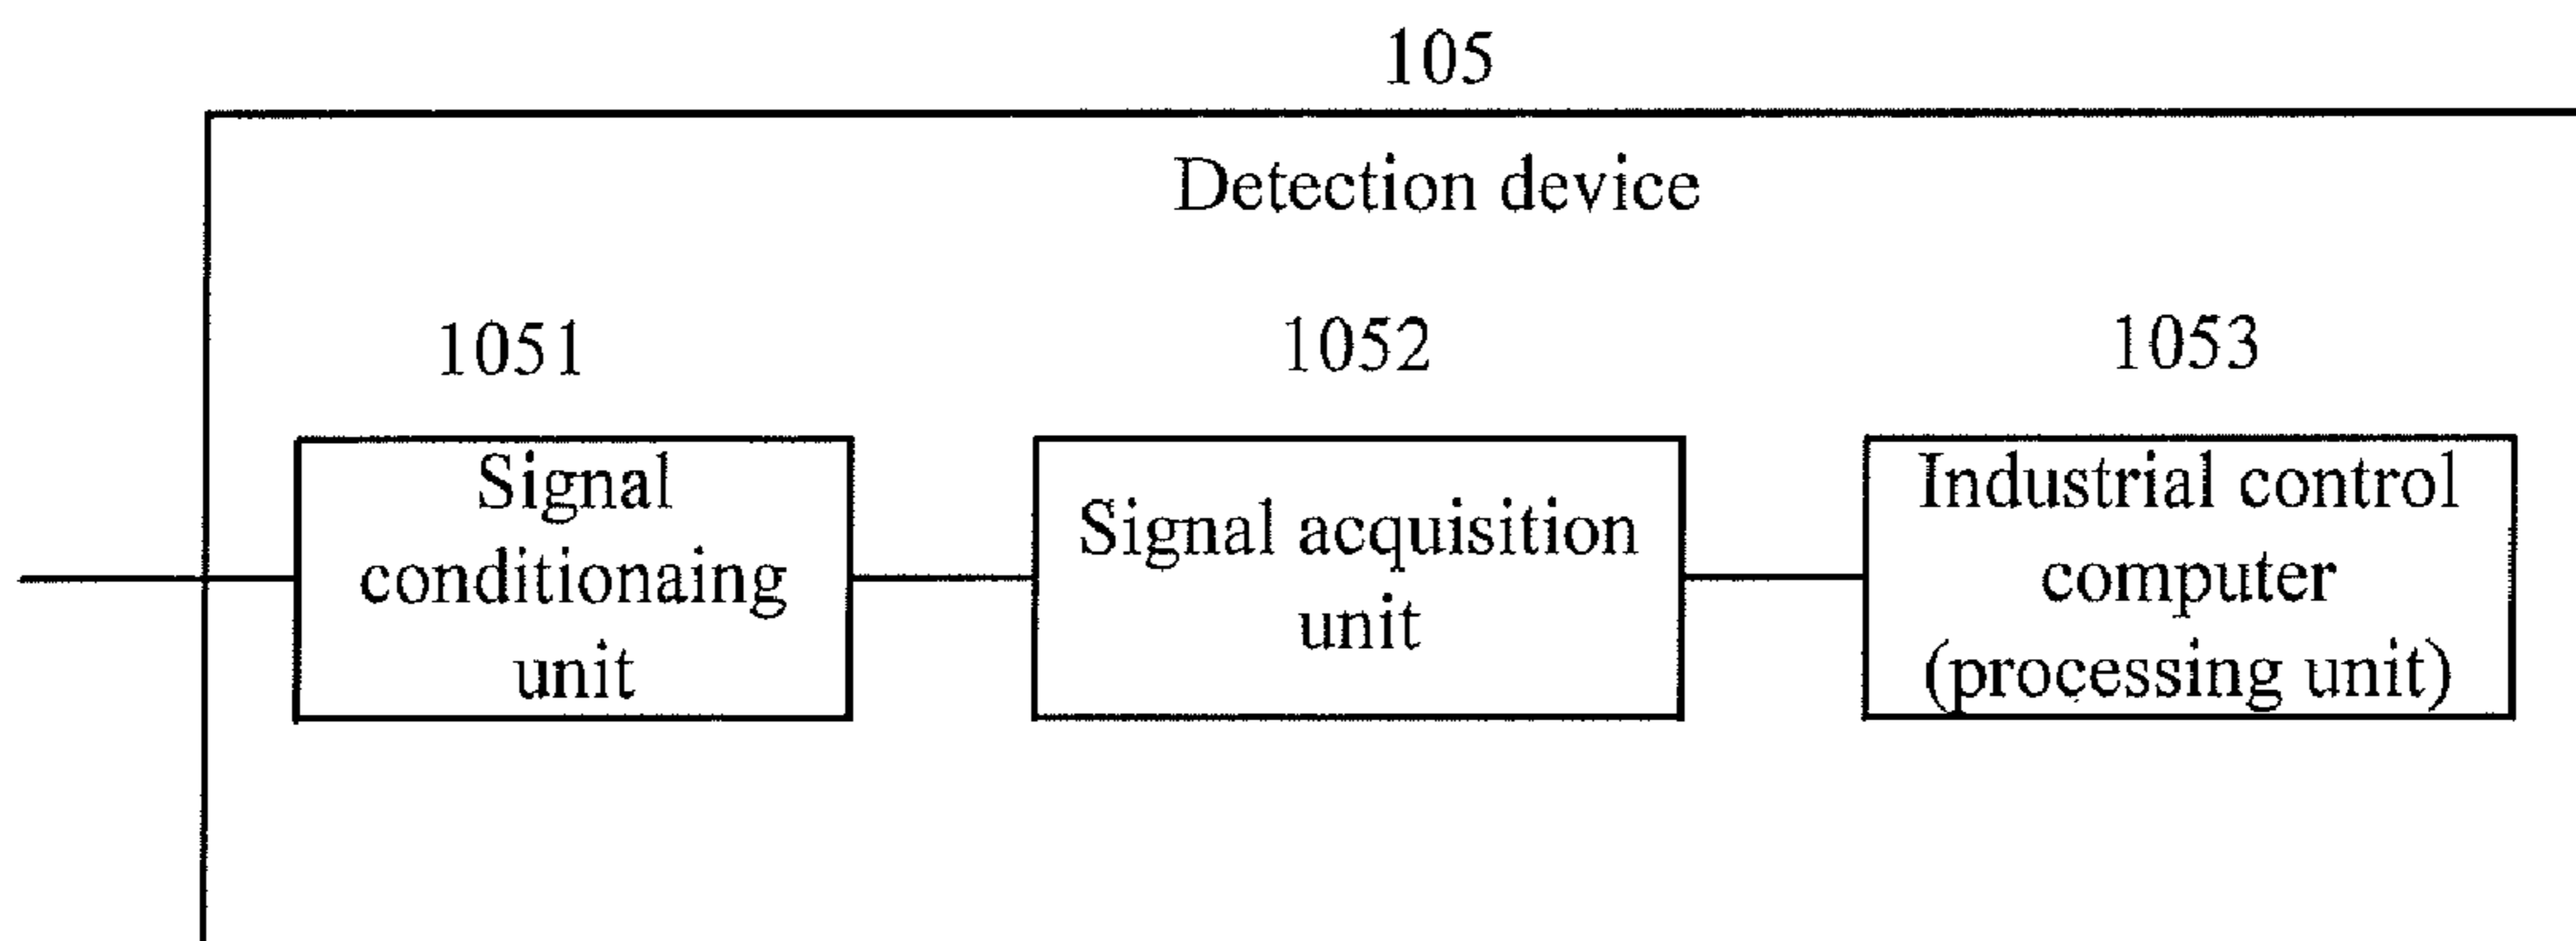 105
Detection device
1051
1052
1053
Signal
conditionaing
unit
Signal acquisition
unit
Industrial control
computer
(processing unit)